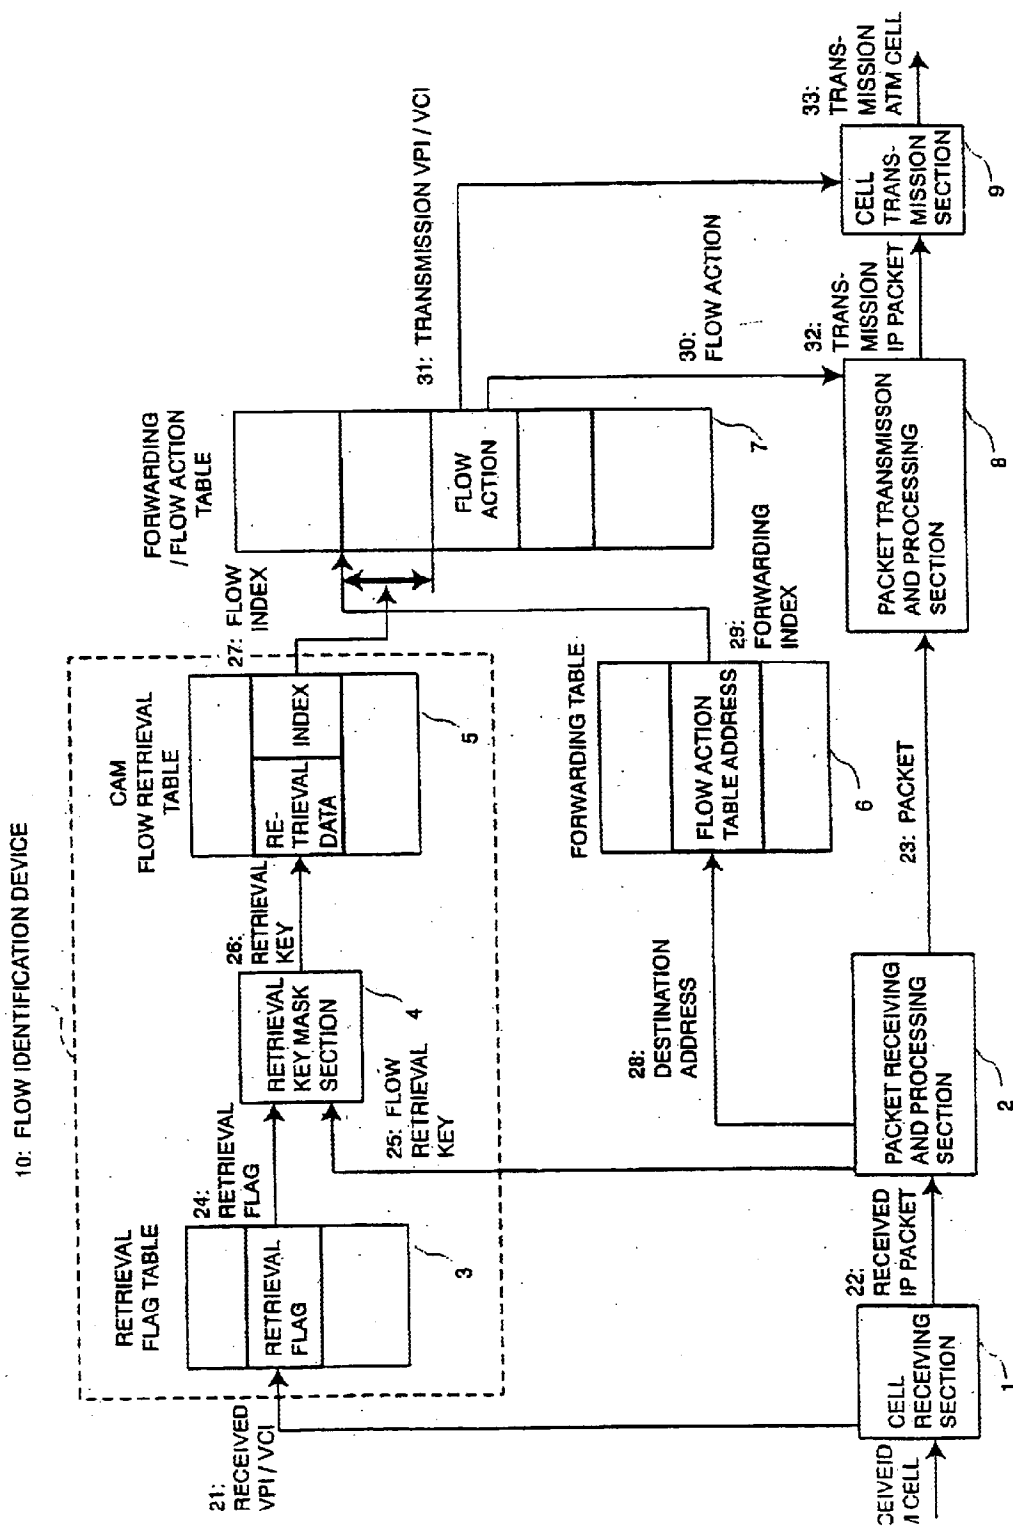 10: FLOW IDENTIFICATION DEVICE
RETRIEVAL
FLAG TABLE
RETRIEVAL
FLAG
3
21:
RECEIVED
VPI / VCI
24:
RETRIEVAL
FLAG
25: FLOW
RETRIEVAL
KEY
RETRIEVAL
KEY MASK
SECTION
4
26:
RETRIEVAL
KEY
CAM
FLOW RETRIEVAL
TABLE
RE-
TRIEVAL
DATA
INDEX
5
27: FLOW
INDEX
FORWARDING
/ FLOW ACTION
TABLE
FLOW
ACTION
7
31: TRANSMISSION VPI / VCI
30:
FLOW ACTION
28:
DESTINATION
ADDRESS
FORWARDING TABLE
FLOW ACTION
TABLE ADDRESS
6
29:
FORWARDING
INDEX
CEIVEID
M CELL
CELL
RECEIVING
SECTION
1
22:
RECEIVED
IP PACKET
PACKET RECEIVING
AND PROCESSING
SECTION
2
23: PACKET
PACKET TRANSMISSON
AND PROCESSING
SECTION
8
32:
TRANS-
MISSION
IP PACKET
CELL
TRANS-
MISSION
SECTION
9
33:
TRANS-
MISSION
ATM CELL